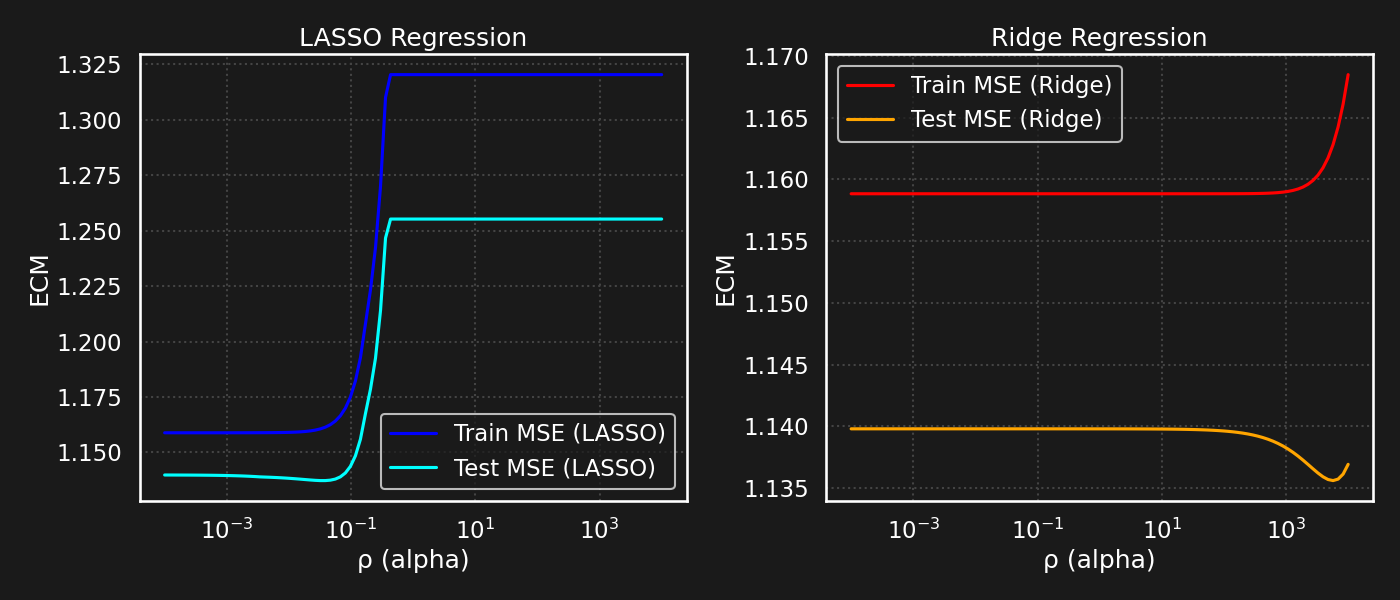 LASSO Regression
1.325
1.300
1.275
1.250
1.225
1.200
1.175
1.150
ECM
Train MSE (LASSO)
Test MSE (LASSO)
10⁻³
10⁻¹
10¹
10³
ρ (alpha)
Ridge Regression
1.170
1.165
1.160
1.155
1.150
1.145
1.140
1.135
ECM
Train MSE (Ridge)
Test MSE (Ridge)
10⁻³
10⁻¹
10¹
10³
ρ (alpha)